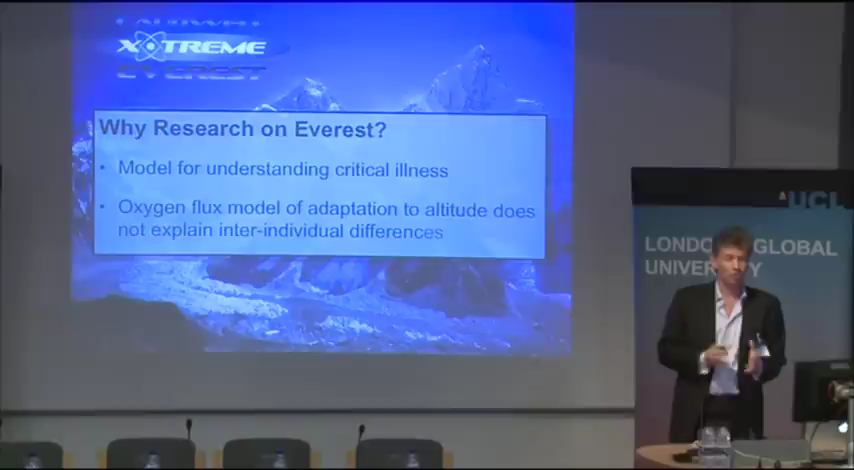 CAUDWELL
XTREME
EVEREST
Why Research on Everest?
• Model for understanding critical illness
• Oxygen flux model of adaptation to altitude does
not explain inter-individual differences
UCL
LONDON'S GLOBAL
UNIVERSITY